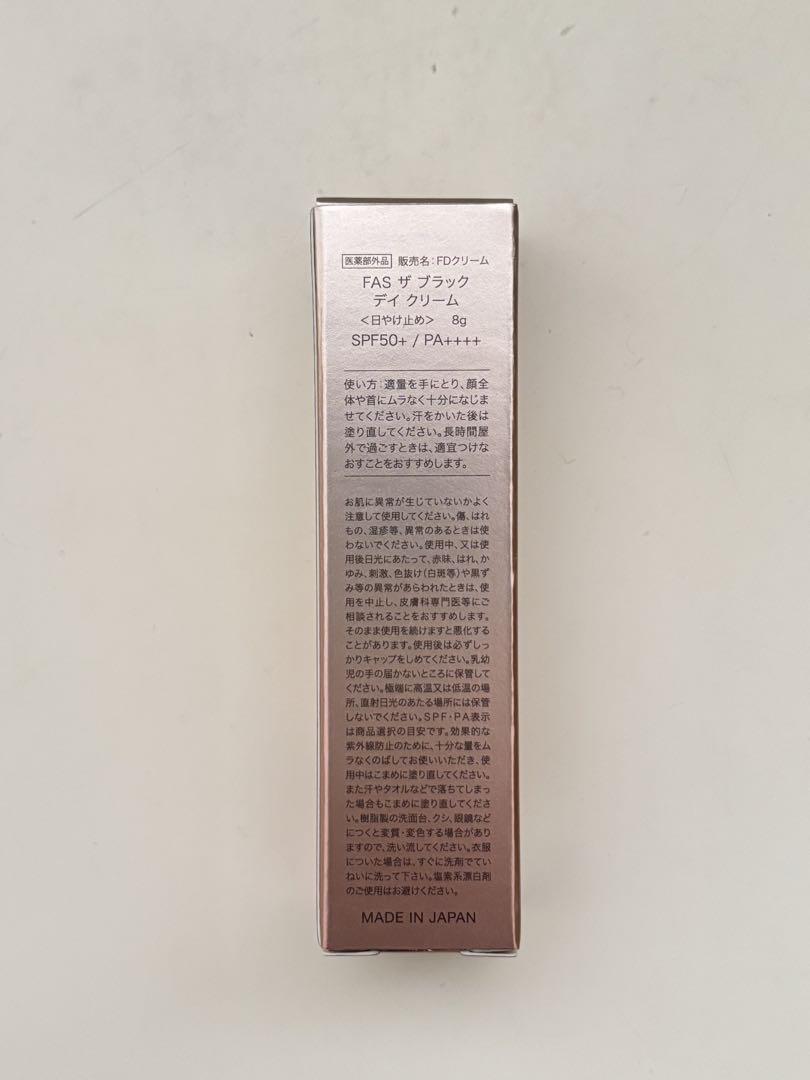 医薬部外品 販売名:FDクリーム
FAS ザ ブラック
デイ クリーム
<日やけ止め> 8g
SPF50+ / PA++++
使い方:適量を手にとり、顔全
体や首にムラなく十分になじま
せてください。汗をかいた後は
塗り直してください。長時間屋
外で過ごすときは、適宜つけな
おすことをおすすめします。
お肌に異常が生じていないかよく
注意して使用してください。傷、はれ
もの、湿疹等、異常のあるときは使
わないでください。使用中、又は使
用後日光にあたって、赤味、はれ、か
ゆみ、刺激、色抜け(白斑等)や黒ず
み等の異常があらわれたときは、使
用を中止し、皮膚科専門医等にご
相談されることをおすすめします。
そのまま使用を続けますと悪化する
ことがあります。使用後は必ずしっ
かりキャップをしめてください。乳幼
児の手の届かないところに保管して
ください。極端に高温又は低温の場
所、直射日光のあたる場所には保管
しないでください。SPF・PA表示
は商品選択の目安です。効果的な
紫外線防止のために、十分な量をム
ラなくのばしてお使いいただき、使
用中はこまめに塗り直してください。
また汗やタオルなどで落ちてしまっ
た場合もこまめに塗り直してくださ
い。樹脂製の洗面台、クシ、眼鏡など
につくと変質・変色する場合があり
ますので、洗い流してください。衣服
についた場合は、すぐに洗剤でてい
ねいに洗って下さい。塩素系漂白剤
のご使用はお避けください。
MADE IN JAPAN